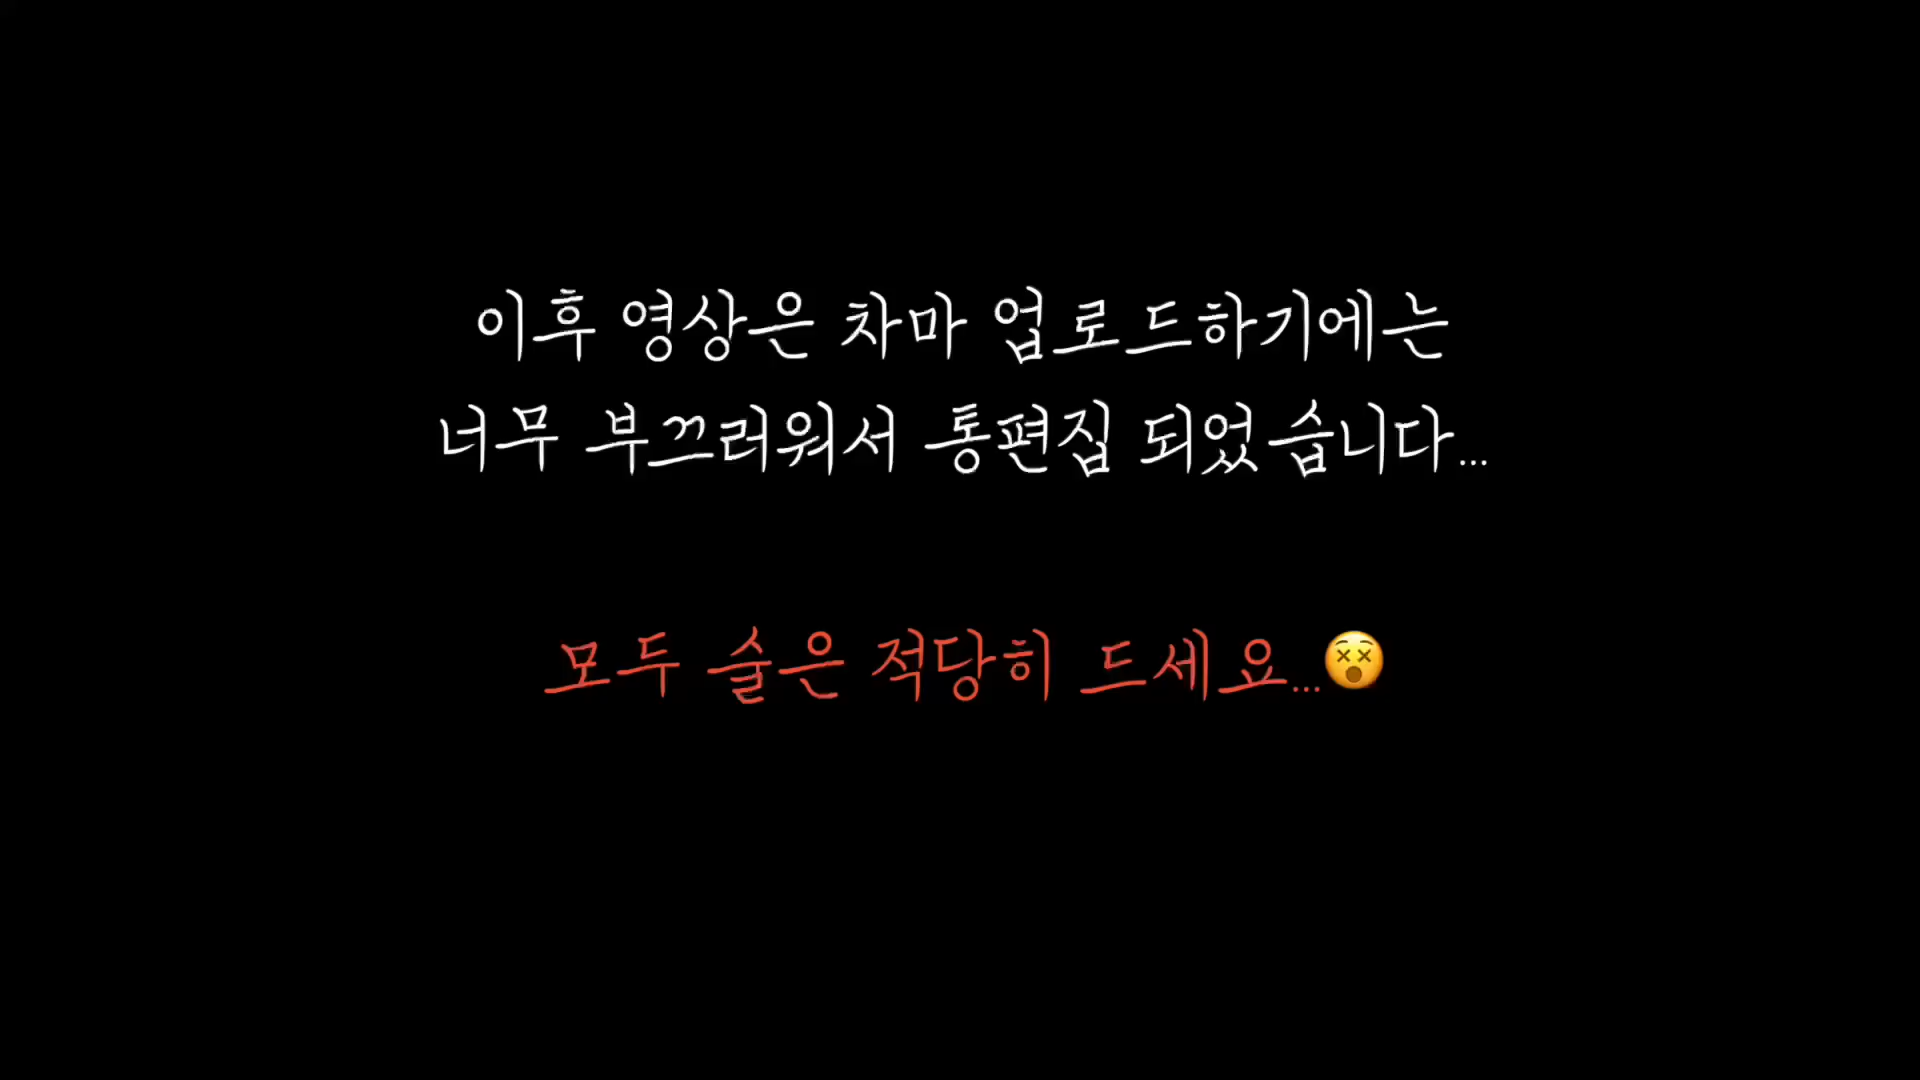 이후 영상은 차마 업로드하기에는
너무 부끄러워서 통편집 되었습니다...
모두 술은 적당히 드세요...😵